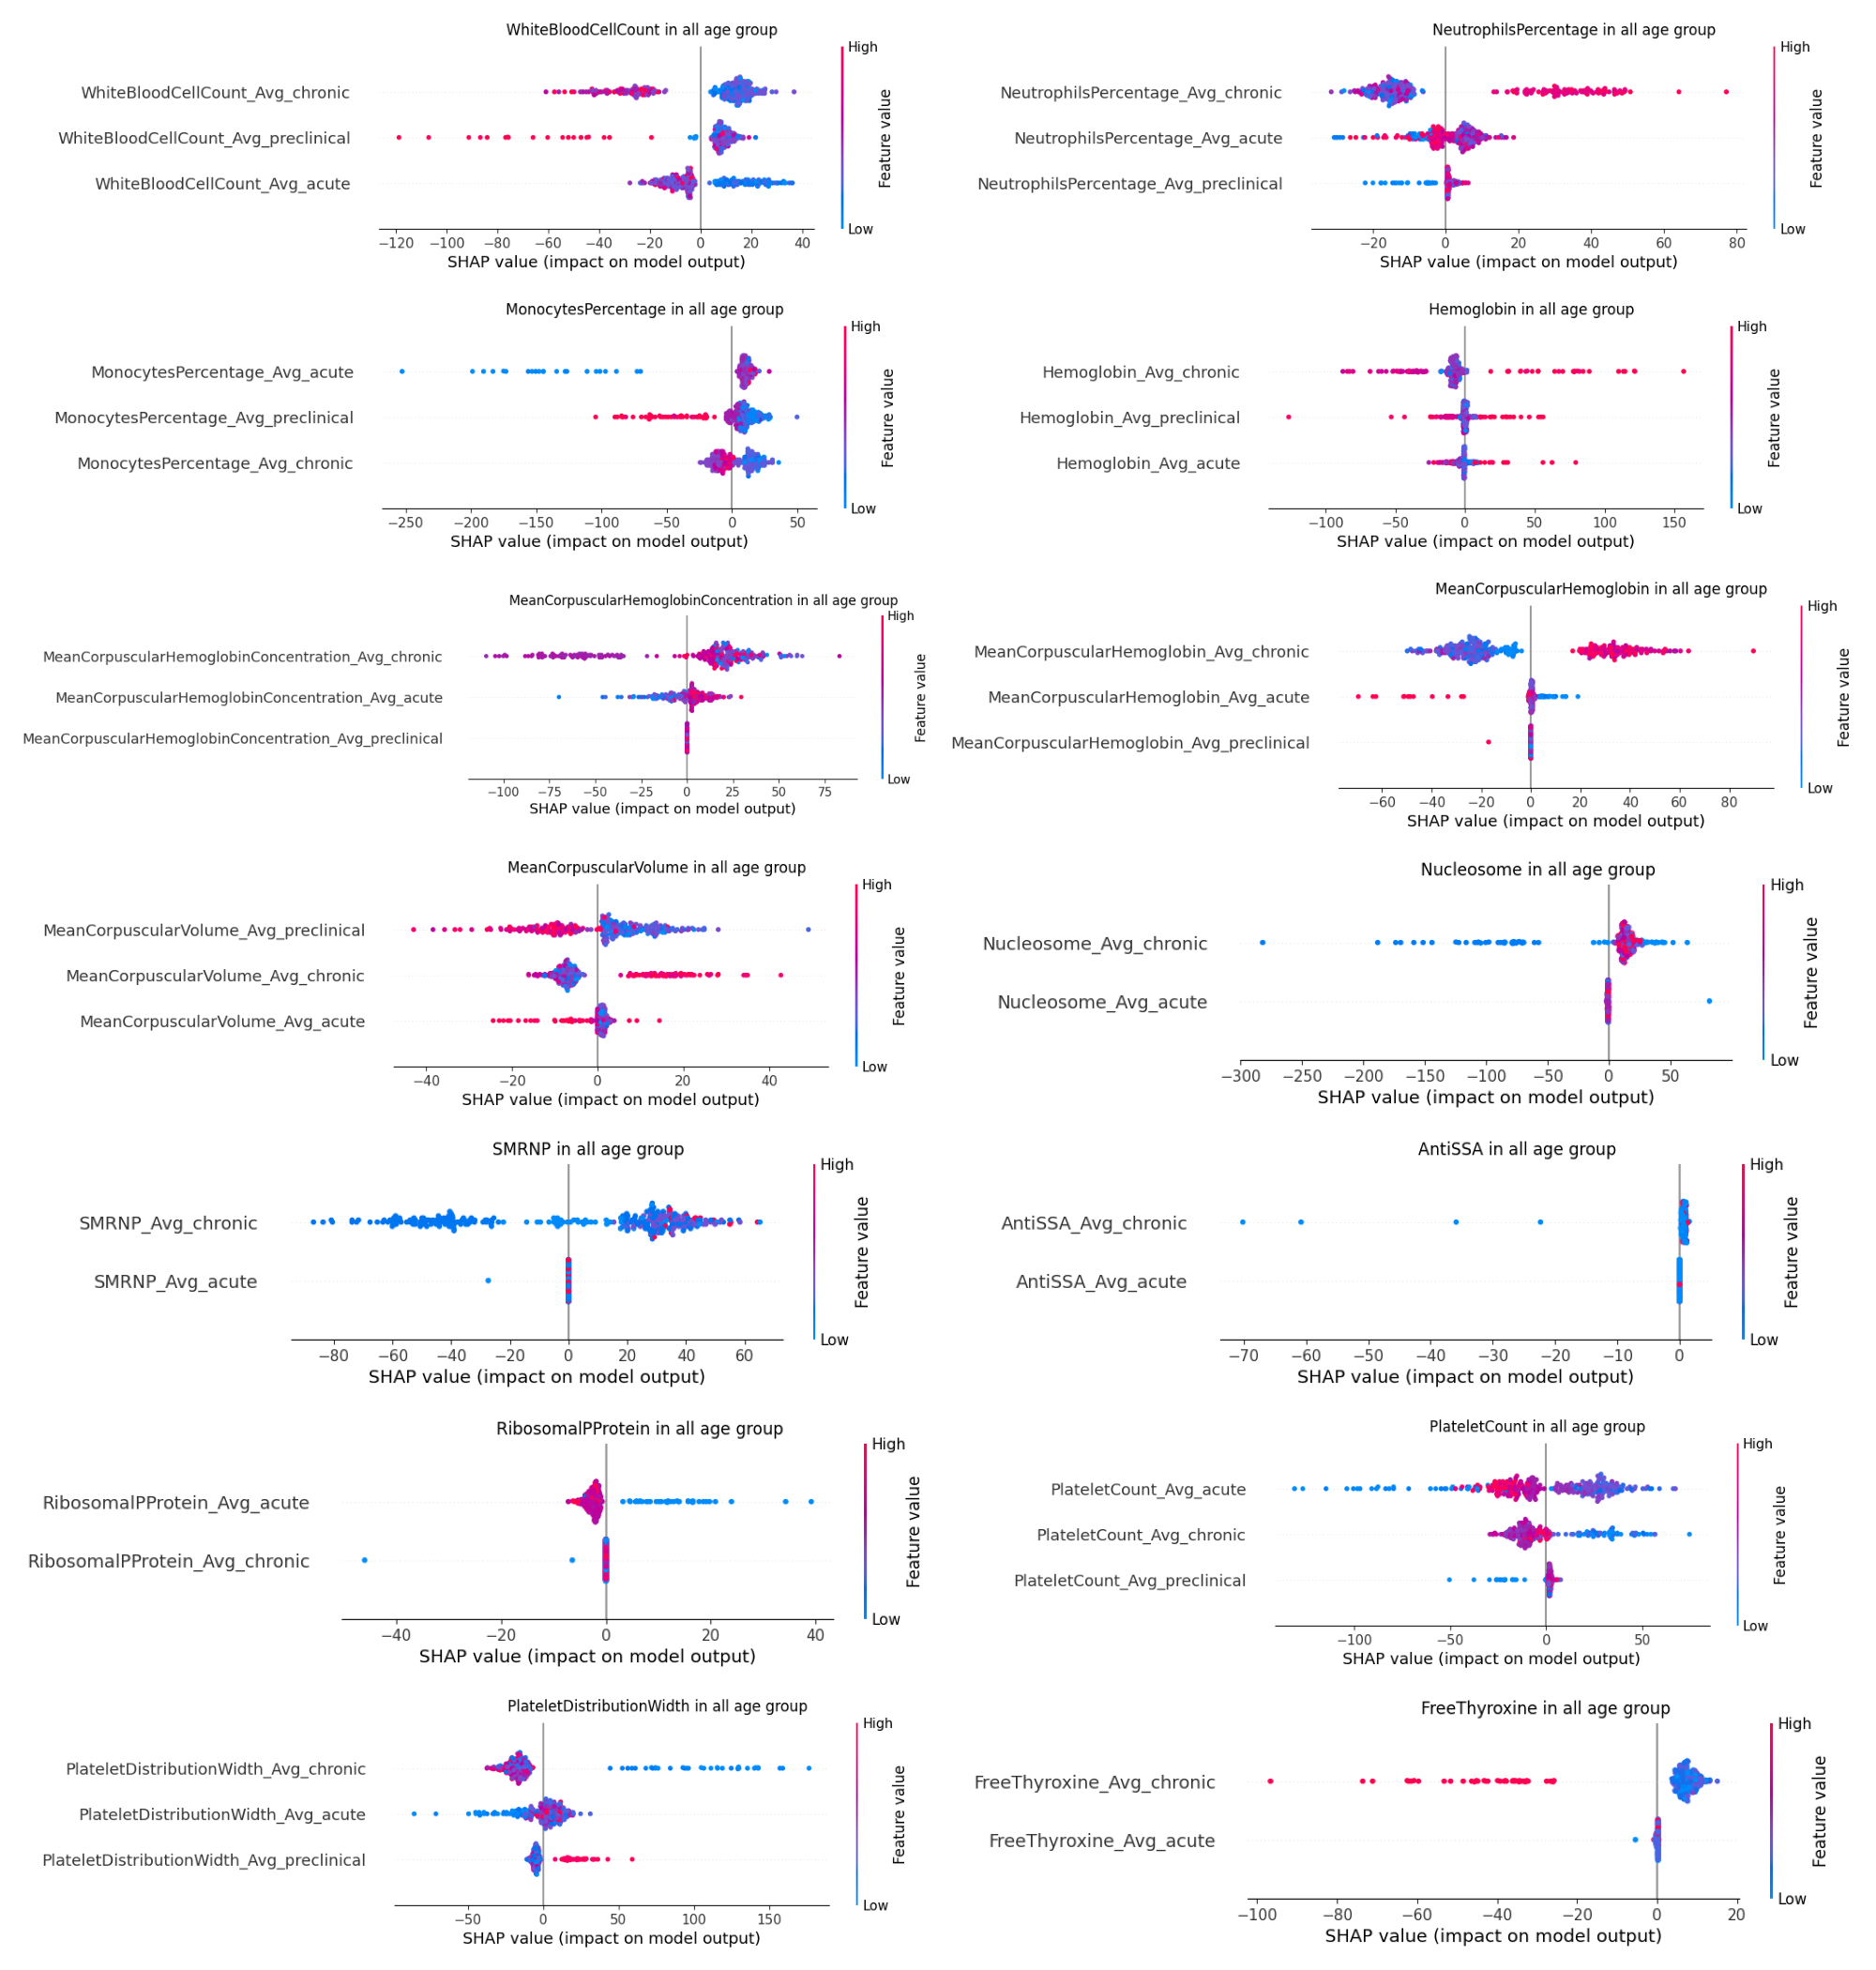 WhiteBloodCellCount in all age group
High
WhiteBloodCellCount_Avg_chronic
WhiteBloodCellCount_Avg_preclinical
WhiteBloodCellCount_Avg_acute
Feature value
Low
−120 −100 −80 −60 −40 −20 0 20 40
SHAP value (impact on model output)
NeutrophilsPercentage in all age group
High
NeutrophilsPercentage_Avg_chronic
NeutrophilsPercentage_Avg_acute
NeutrophilsPercentage_Avg_preclinical
Feature value
Low
−20 0 20 40 60 80
SHAP value (impact on model output)
MonocytesPercentage in all age group
High
MonocytesPercentage_Avg_acute
MonocytesPercentage_Avg_preclinical
MonocytesPercentage_Avg_chronic
Feature value
Low
−250 −200 −150 −100 −50 0 50
SHAP value (impact on model output)
Hemoglobin in all age group
High
Hemoglobin_Avg_chronic
Hemoglobin_Avg_preclinical
Hemoglobin_Avg_acute
Feature value
Low
−100 −50 0 50 100 150
SHAP value (impact on model output)
MeanCorpuscularHemoglobinConcentration in all age group
High
MeanCorpuscularHemoglobinConcentration_Avg_chronic
MeanCorpuscularHemoglobinConcentration_Avg_acute
MeanCorpuscularHemoglobinConcentration_Avg_preclinical
Feature value
Low
−100 −75 −50 −25 0 25 50 75
SHAP value (impact on model output)
MeanCorpuscularHemoglobin in all age group
High
MeanCorpuscularHemoglobin_Avg_chronic
MeanCorpuscularHemoglobin_Avg_acute
MeanCorpuscularHemoglobin_Avg_preclinical
Feature value
Low
−60 −40 −20 0 20 40 60 80
SHAP value (impact on model output)
MeanCorpuscularVolume in all age group
High
MeanCorpuscularVolume_Avg_preclinical
MeanCorpuscularVolume_Avg_chronic
MeanCorpuscularVolume_Avg_acute
Feature value
Low
−40 −20 0 20 40
SHAP value (impact on model output)
Nucleosome in all age group
High
Nucleosome_Avg_chronic
Nucleosome_Avg_acute
Feature value
Low
−300 −250 −200 −150 −100 −50 0 50
SHAP value (impact on model output)
SMRNP in all age group
High
SMRNP_Avg_chronic
SMRNP_Avg_acute
Feature value
Low
−80 −60 −40 −20 0 20 40 60
SHAP value (impact on model output)
AntiSSA in all age group
High
AntiSSA_Avg_chronic
AntiSSA_Avg_acute
Feature value
Low
−70 −60 −50 −40 −30 −20 −10 0
SHAP value (impact on model output)
RibosomalPProtein in all age group
High
RibosomalPProtein_Avg_acute
RibosomalPProtein_Avg_chronic
Feature value
Low
−40 −20 0 20 40
SHAP value (impact on model output)
PlateletCount in all age group
High
PlateletCount_Avg_acute
PlateletCount_Avg_chronic
PlateletCount_Avg_preclinical
Feature value
Low
−100 −50 0 50
SHAP value (impact on model output)
PlateletDistributionWidth in all age group
High
PlateletDistributionWidth_Avg_chronic
PlateletDistributionWidth_Avg_acute
PlateletDistributionWidth_Avg_preclinical
Feature value
Low
−50 0 50 100 150
SHAP value (impact on model output)
FreeThyroxine in all age group
High
FreeThyroxine_Avg_chronic
FreeThyroxine_Avg_acute
Feature value
Low
−100 −80 −60 −40 −20 0 20
SHAP value (impact on model output)